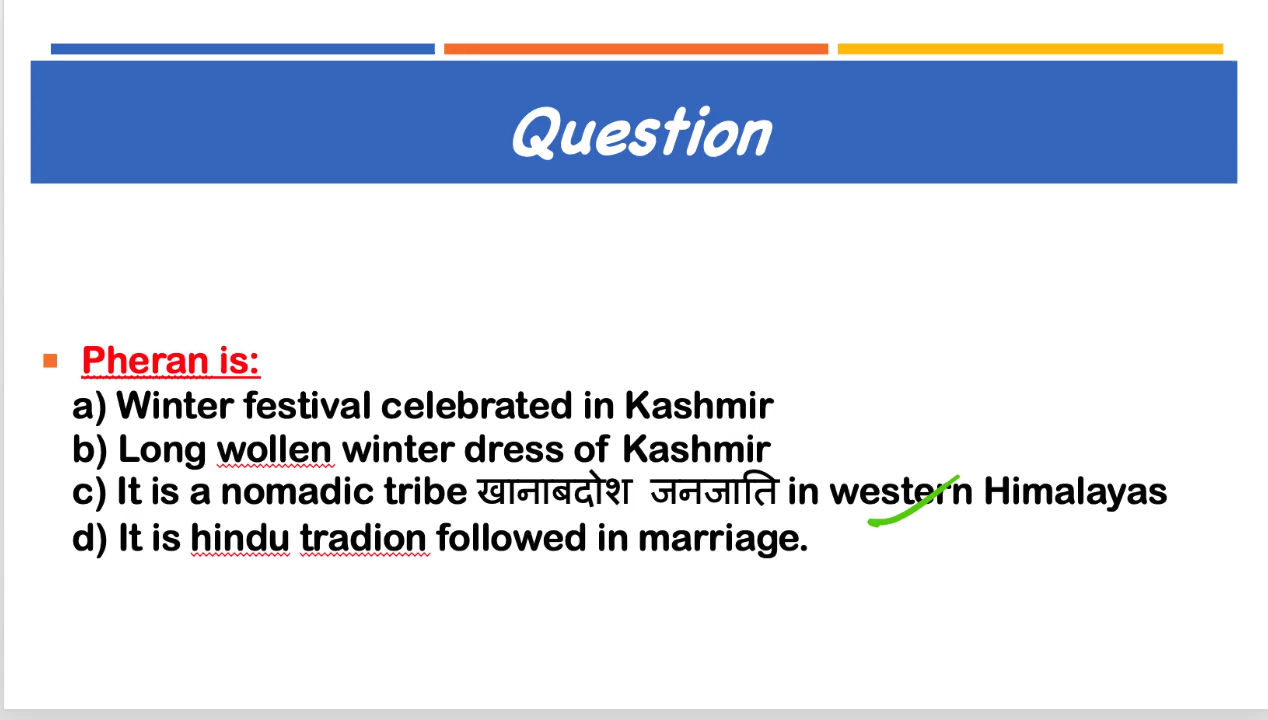 Question
Pheran is:
a) Winter festival celebrated in Kashmir
b) Long wollen winter dress of Kashmir
c) It is a nomadic tribe खानाबदोश जनजाति in western Himalayas
d) It is hindu tradion followed in marriage.